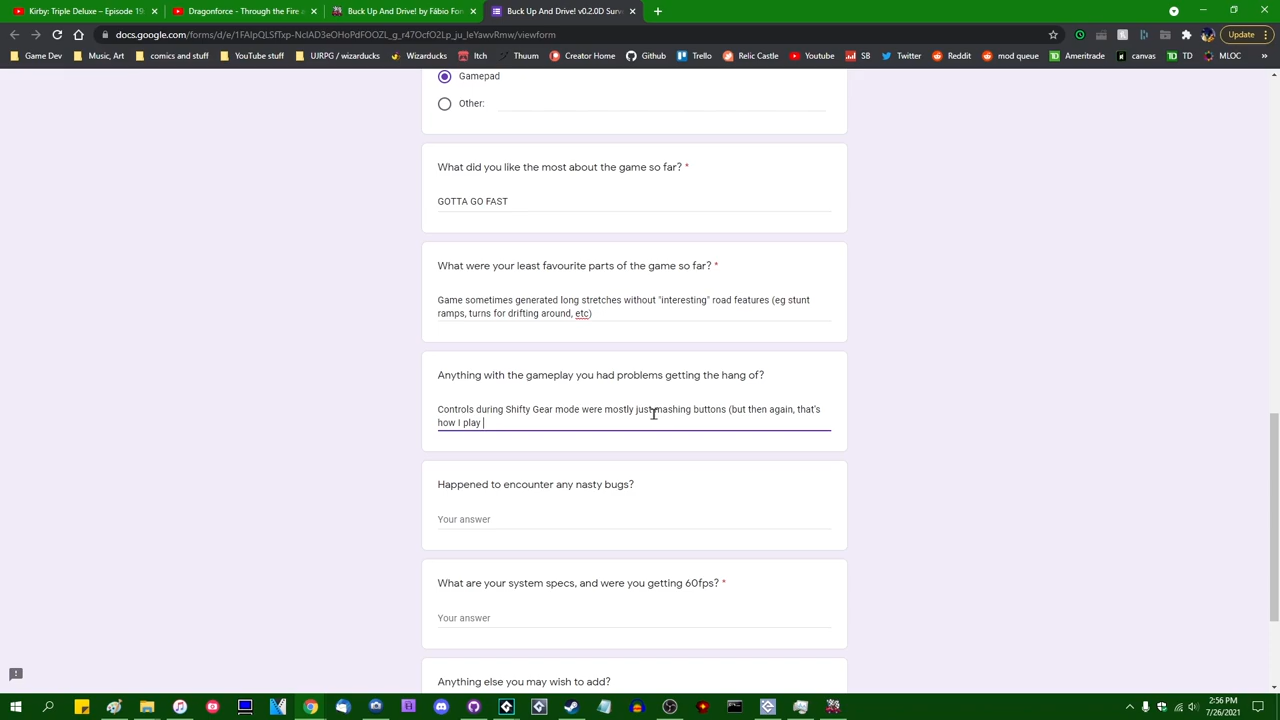 Kirby: Triple Deluxe - Episode 19
Dragonforce - Through the Fire a
Buck Up And Drive! by Fábio Fon
Buck Up And Drive! v0.2.0D Surv
docs.google.com/forms/d/e/1FAIpQLSfTxp-NcIAD3eOHoPdFOOZL_g_r47Ocf02Lp_ju_IeYawvRmw/viewform
Update
Game Dev
Music, Art
comics and stuff
YouTube stuff
UJRPG / wizarducks
Wizarducks
Forum
Creator Home
Github
Trello
Relic Castle
Youtube
SB
Twitter
Reddit
mod queue
canvas
Ameritrade
MLOC
»
Gamepad
Other:
What did you like the most about the game so far? *
GOTTA GO FAST
What were your least favourite parts of the game so far? *
Game sometimes generated long stretches without "interesting" road features (eg stunt
ramps, turns for drifting around, etc)
Anything with the gameplay you had problems getting the hang of?
Controls during Shifty Gear mode were mostly just mashing buttons (but then again, that's
how I play
Happened to encounter any nasty bugs?
Your answer
What are your system specs, and were you getting 60fps? *
Your answer
Anything else you may wish to add?
2:56 PM
7/26/2021